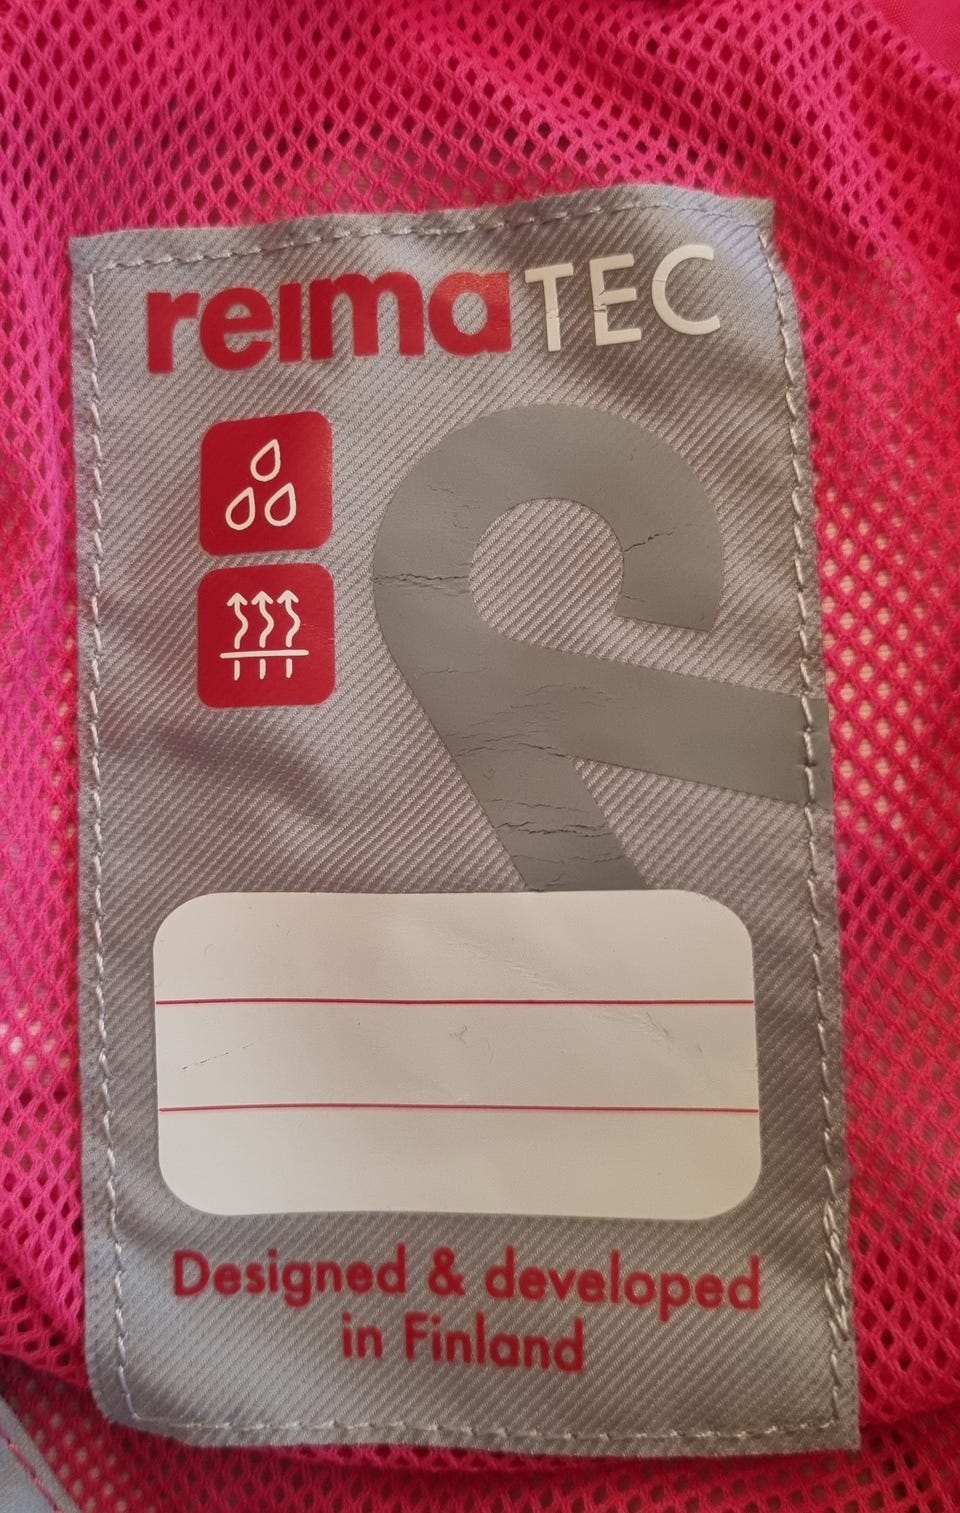 reimaTEC
Designed & developed
in Finland